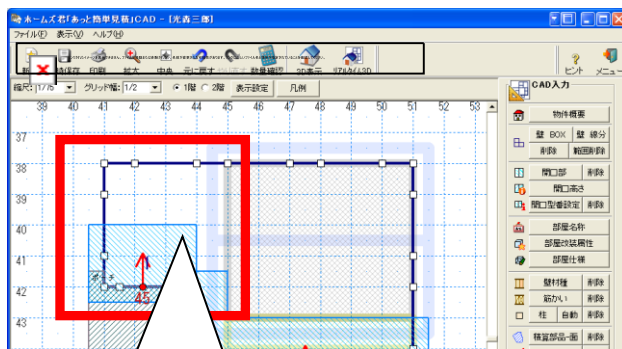 ホームズ君「あっと簡単見積」CAD - [光森三郎]
ファイル(F) 表示(V) ヘルプ(H)
印刷 拡大 中央 元に戻す 数量確認 3D表示 リアルタイム3D ヒント メニュー
縮尺: 1/76 グリッド幅: 1/2 1階 2階 表示設定 凡例
CAD入力
39 40 41 42 43 44 45 46 47 48 49 50 51 52 53
物件概要
37
壁 BOX 壁 線分
削除 範囲削除
38
開口部 削除
開口高さ
39
開口型番設定 削除
40
部屋名称
部屋改装属性
41
部屋仕様
ポーチ
42
45
壁材種 削除
筋かい 削除
43
柱 自動 削除
積算部品-面 削除